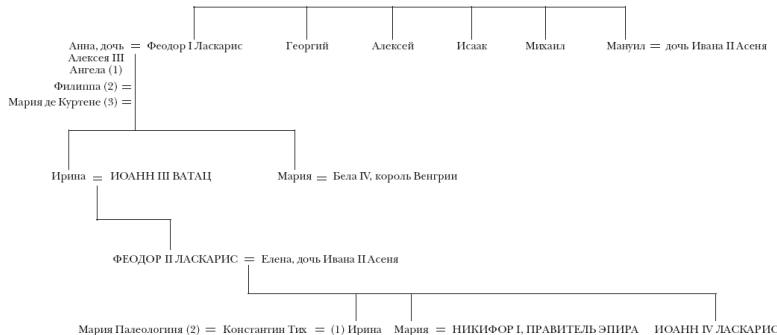 Анна, дочь = Феодор I Ласкарис Георгий Алексей Исаак Михаил Мануил = дочь Ивана II Асеня
Алексея III
Ангела (1)
Филиппа (2) =
Мария де Куртене (3) =
Ирина = ИОАНН III ВАТАЦ Мария = Бела IV, король Венгрии
ФЕОДОР II ЛАСКАРИС = Елена, дочь Ивана II Асеня
Мария Палеологиня (2) = Константин Тих = (1) Ирина Мария = НИКИФОР I, ПРАВИТЕЛЬ ЭПИРА ИОАНН IV ЛАСКАРИС